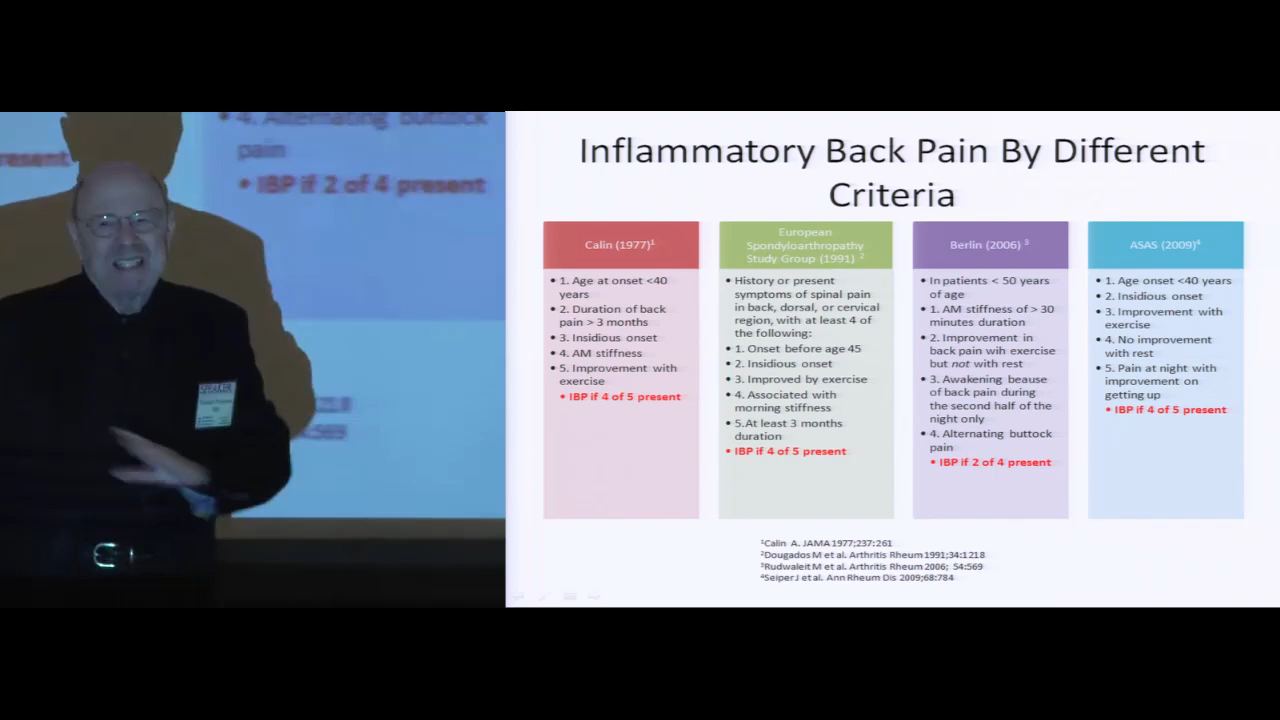 4. Alternating buttock
pain
present
• IBP if 2 of 4 present
SPEAKER
Inflammatory Back Pain By Different
Criteria
Calin (1977)1
• 1. Age at onset <40
years
• 2. Duration of back
pain > 3 months
• 3. Insidious onset
• 4. AM stiffness
• 5. Improvement with
exercise
• IBP if 4 of 5 present
European
Spondyloarthropathy
Study Group (1991) 2
• History or present
symptoms of spinal pain
in back, dorsal, or cervical
region, with at least 4 of
the following:
• 1. Onset before age 45
• 2. Insidious onset
• 3. Improved by exercise
• 4. Associated with
morning stiffness
• 5.At least 3 months
duration
• IBP if 4 of 5 present
Berlin (2006) 3
• In patients < 50 years
of age
• 1. AM stiffness of > 30
minutes duration
• 2. Improvement in
back pain wih exercise
but not with rest
• 3. Awakening beause
of back pain during
the second half of the
night only
• 4. Alternating buttock
pain
• IBP if 2 of 4 present
ASAS (2009)4
• 1. Age onset <40 years
• 2. Insidious onset
• 3. Improvement with
exercise
• 4. No improvement
with rest
• 5. Pain at night with
improvement on
getting up
• IBP if 4 of 5 present
1Calin A. JAMA 1977;237:261
2Dougados M et al. Arthritis Rheum 1991;34:1218
3Rudwaleit M et al. Arthritis Rheum 2006; 54:569
4Seiper J et al. Ann Rheum Dis 2009;68:784